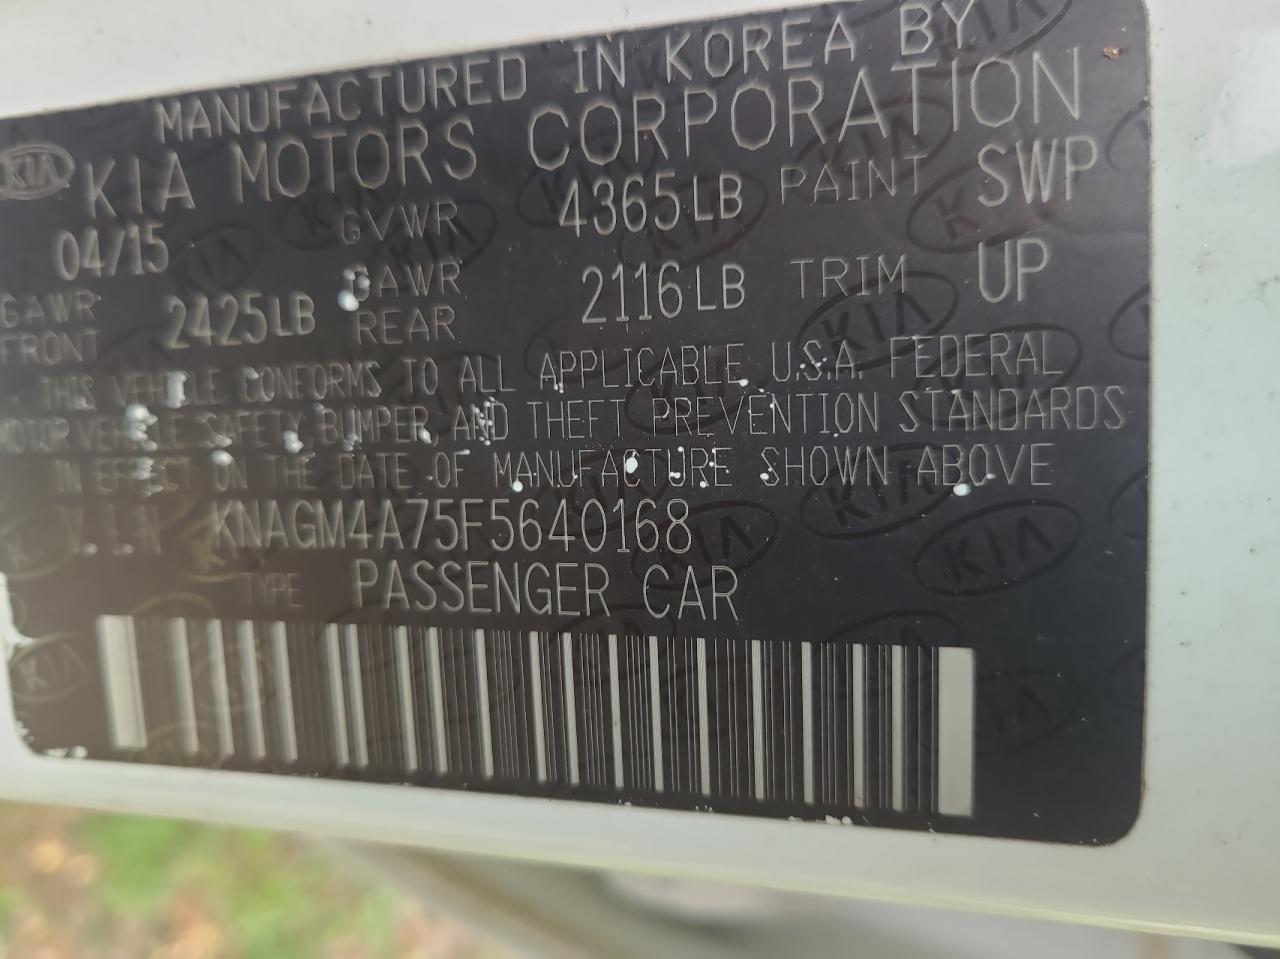 MANUFACTURED IN KOREA BY
KIA KIA MOTORS CORPORATION
04/15 GVWR 4365LB PAINT SWP
GAWR FRONT 2425LB GAWR REAR 2116LB TRIM UP
THIS VEHICLE CONFORMS TO ALL APPLICABLE U.S.A. FEDERAL
MOTOR VEHICLE SAFETY, BUMPER, AND THEFT PREVENTION STANDARDS
IN EFFECT ON THE DATE OF MANUFACTURE SHOWN ABOVE
V.I.N KNAGM4A75F5640168
TYPE PASSENGER CAR